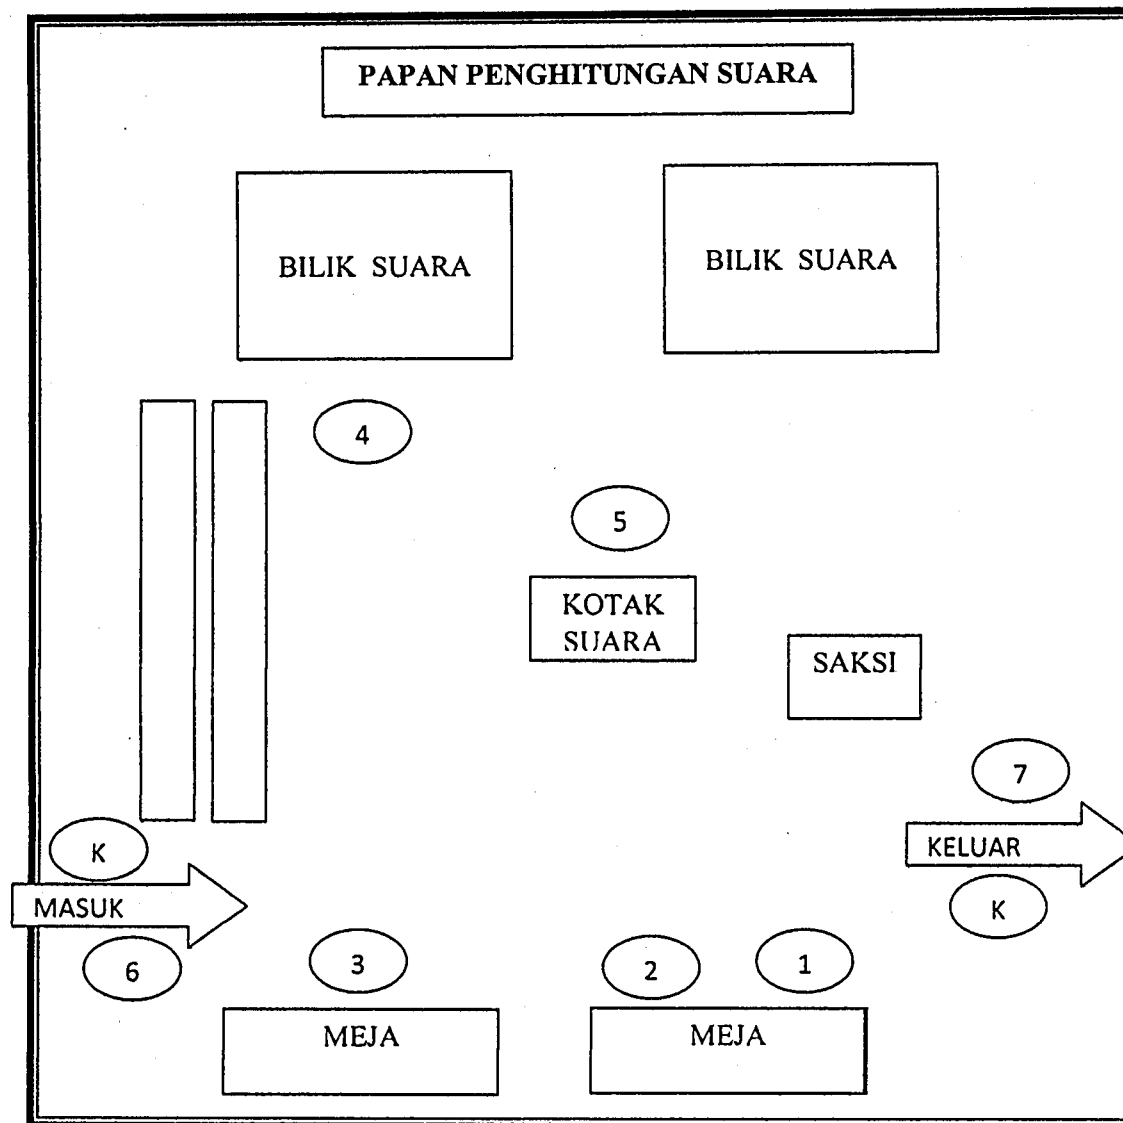 PAPAN PENGHITUNGAN SUARA
BILIK SUARA
BILIK SUARA
4
5
KOTAK
SUARA
SAKSI
7
K
KELUAR
MASUK
K
6
3
2
1
MEJA
MEJA